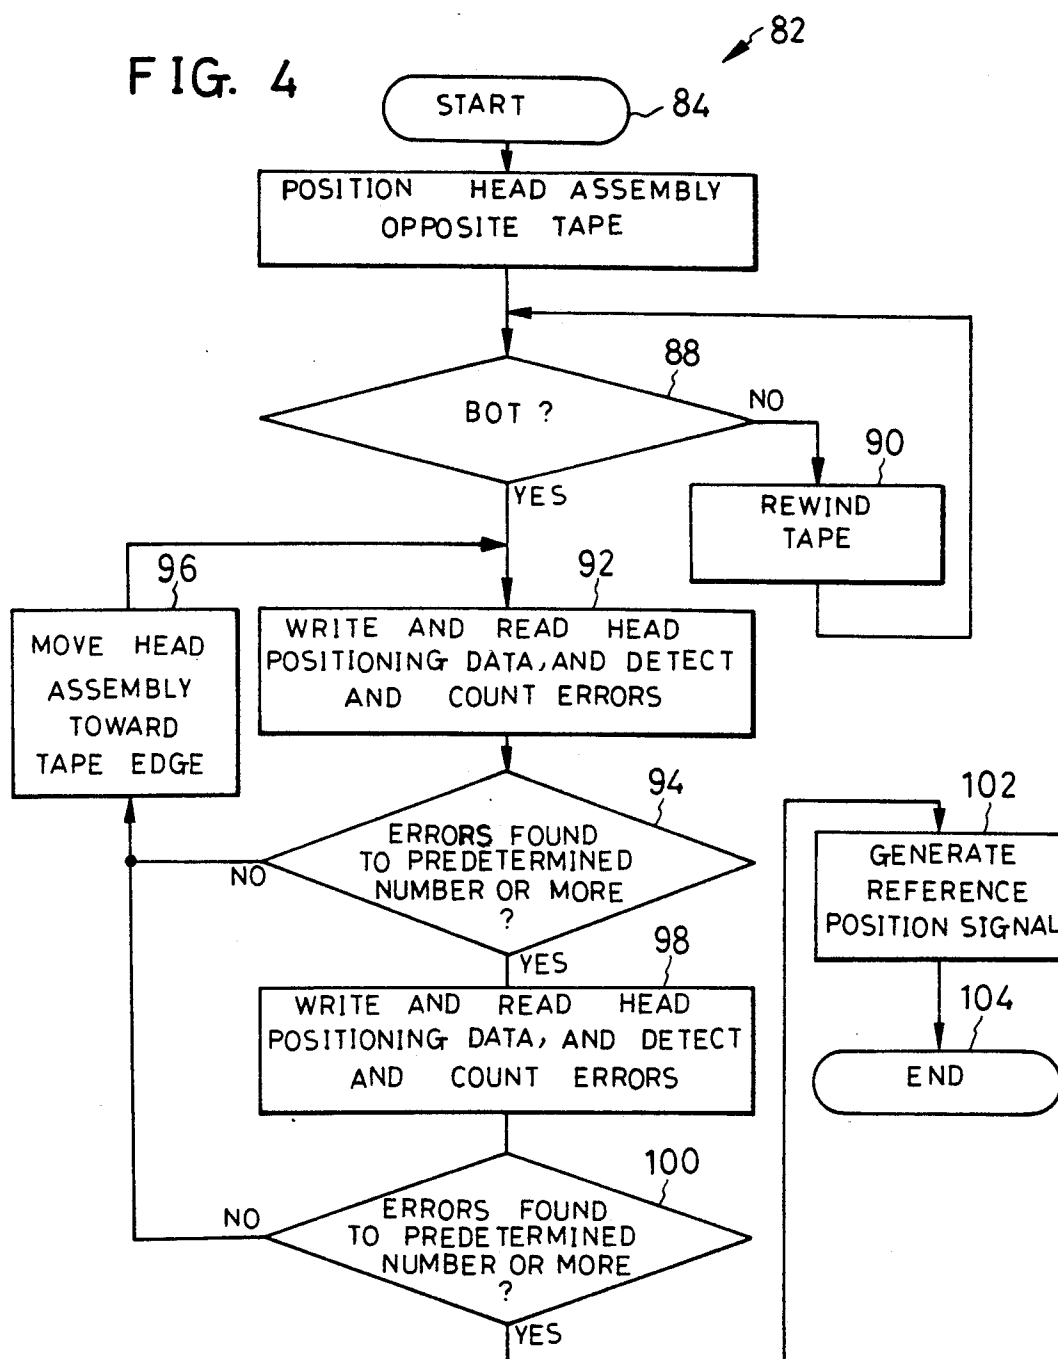 FIG. 4
82
START
84
POSITION HEAD ASSEMBLY
OPPOSITE TAPE
88
BOT ?
NO
YES
90
REWIND
TAPE
96
MOVE HEAD
ASSEMBLY
TOWARD
TAPE EDGE
92
WRITE AND READ HEAD
POSITIONING DATA, AND DETECT
AND COUNT ERRORS
94
ERRORS FOUND
TO PREDETERMINED
NUMBER OR MORE
?
NO
YES
98
WRITE AND READ HEAD
POSITIONING DATA, AND DETECT
AND COUNT ERRORS
100
ERRORS FOUND
TO PREDETERMINED
NUMBER OR MORE
?
NO
YES
102
GENERATE
REFERENCE
POSITION SIGNAL
104
END